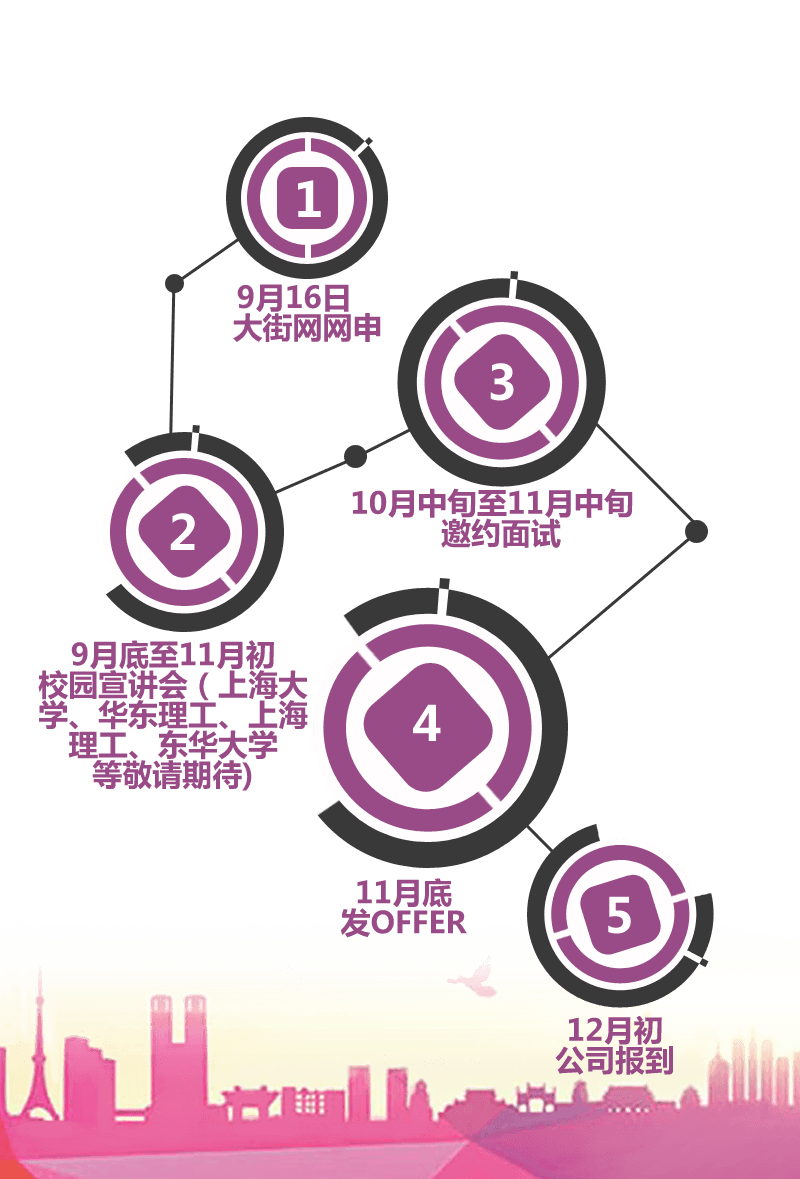 1
9月16日
大街网网申
2
9月底至11月初
校园宣讲会（上海大
学、华东理工、上海
理工、东华大学
等敬请期待)
3
10月中旬至11月中旬
邀约面试
4
11月底
发OFFER
5
12月初
公司报到